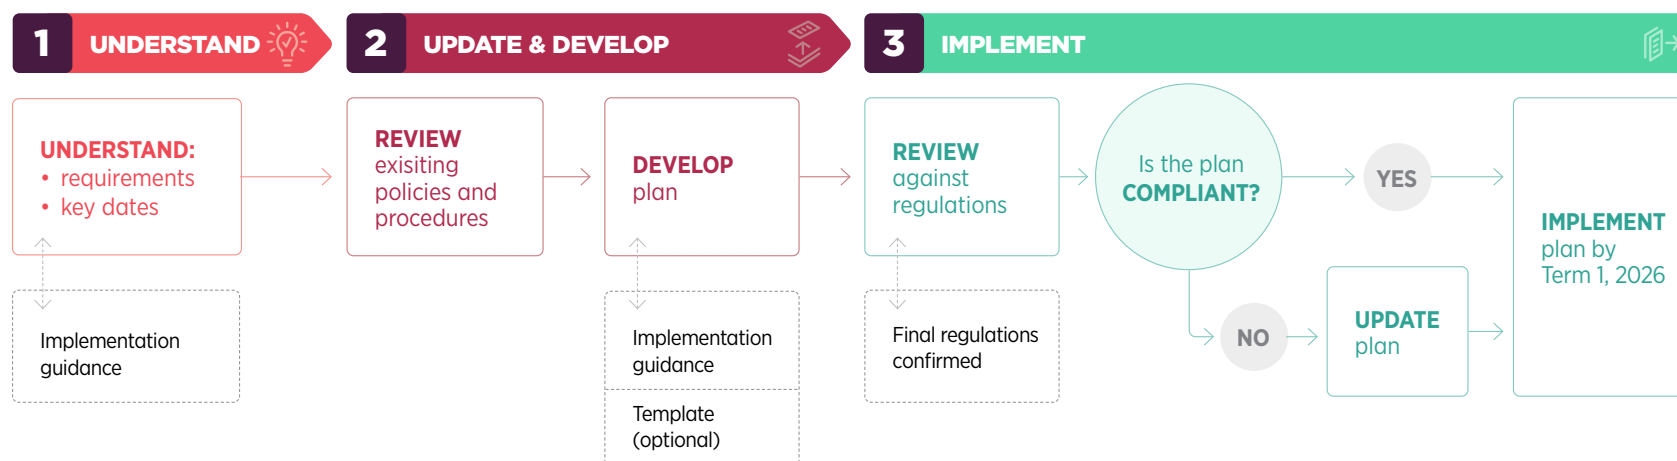 1 UNDERSTAND
2 UPDATE & DEVELOP
3 IMPLEMENT
UNDERSTAND:
• requirements
• key dates
Implementation
guidance
REVIEW
exisiting
policies and
procedures
DEVELOP
plan
Implementation
guidance
Template
(optional)
REVIEW
against
regulations
Final regulations
confirmed
Is the plan
COMPLIANT?
YES
NO
UPDATE
plan
IMPLEMENT
plan by
Term 1, 2026